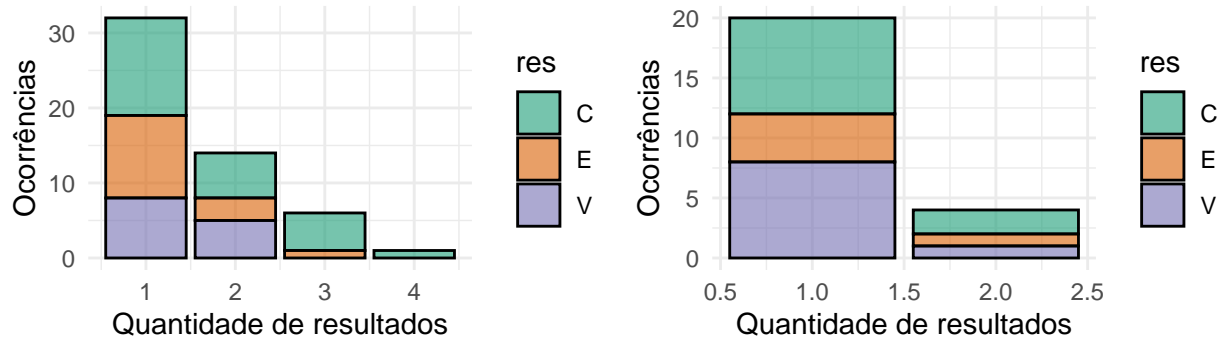 30
20
10
0
Ocorrências
1 2 3 4
Quantidade de resultados
res
C
E
V
20
15
10
5
0
Ocorrências
0.5 1.0 1.5 2.0 2.5
Quantidade de resultados
res
C
E
V